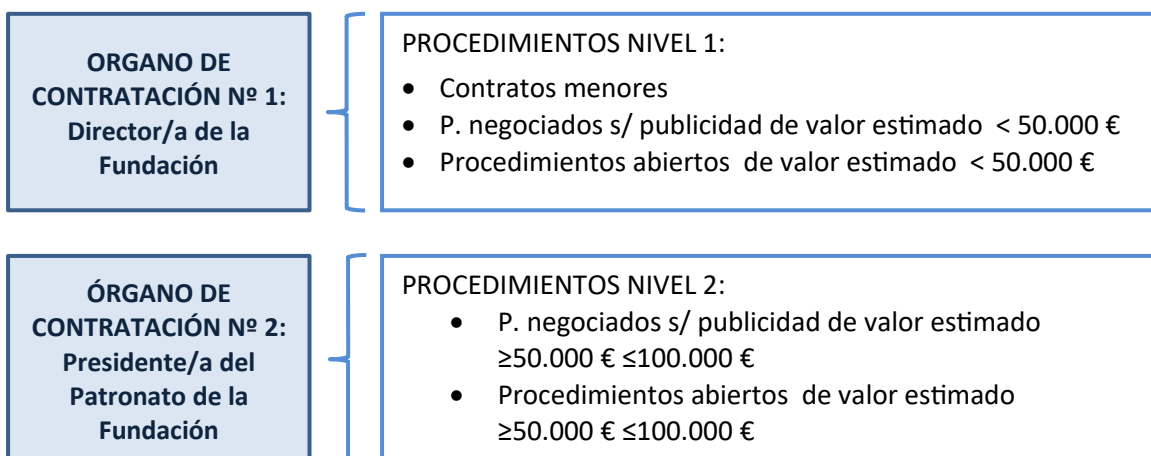 ORGANO DE
CONTRATACIÓN Nº 1:
Director/a de la
Fundación
PROCEDIMIENTOS NIVEL 1:
• Contratos menores
• P. negociados s/ publicidad de valor estimado < 50.000 €
• Procedimientos abiertos de valor estimado < 50.000 €
ÓRGANO DE
CONTRATACIÓN Nº 2:
Presidente/a del
Patronato de la
Fundación
PROCEDIMIENTOS NIVEL 2:
• P. negociados s/ publicidad de valor estimado
≥50.000 € ≤100.000 €
• Procedimientos abiertos de valor estimado
≥50.000 € ≤100.000 €